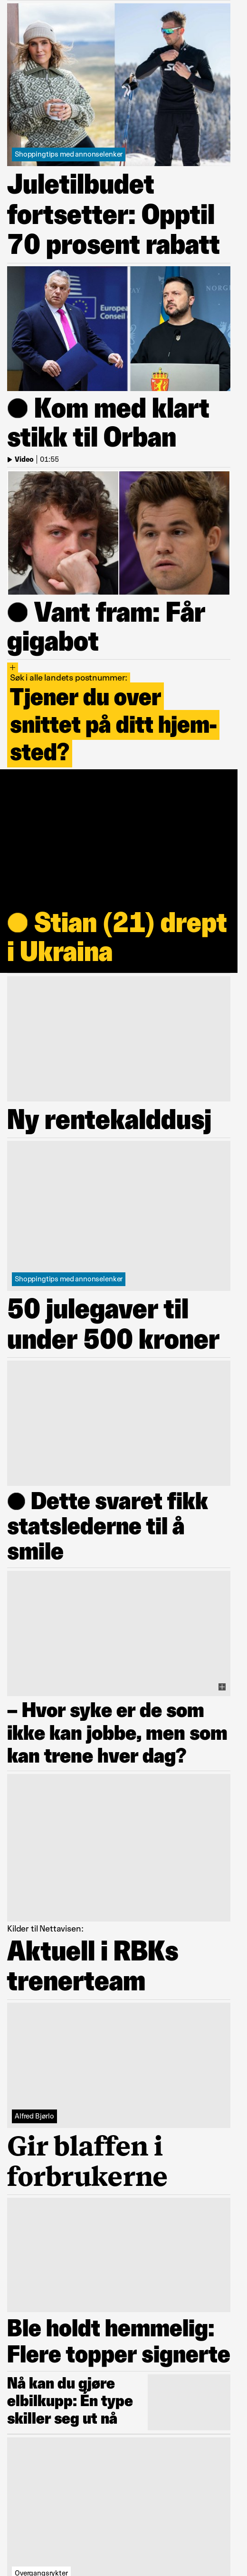 Shoppingtips med annonselenker
Juletilbudet
fortsetter: Opptil
70 prosent rabatt
European
Council
NORGE
Kom med klart
stikk til Orban
Video | 01:55
Vant fram: Får
gigabot
+
Søk i alle landets postnummer:
Tjener du over
snittet på ditt hjem-
sted?
Stian (21) drept
i Ukraina
Ny rentekalddusj
Shoppingtips med annonselenker
50 julegaver til
under 500 kroner
Dette svaret fikk
statslederne til å
smile
– Hvor syke er de som
ikke kan jobbe, men som
kan trene hver dag?
Kilder til Nettavisen:
Aktuell i RBKs
trenerteam
Alfred Bjørlo
Gir blaffen i
forbrukerne
Ble holdt hemmelig:
Flere topper signerte
Nå kan du gjøre
elbilkupp: Én type
skiller seg ut nå
Overgangsrykter